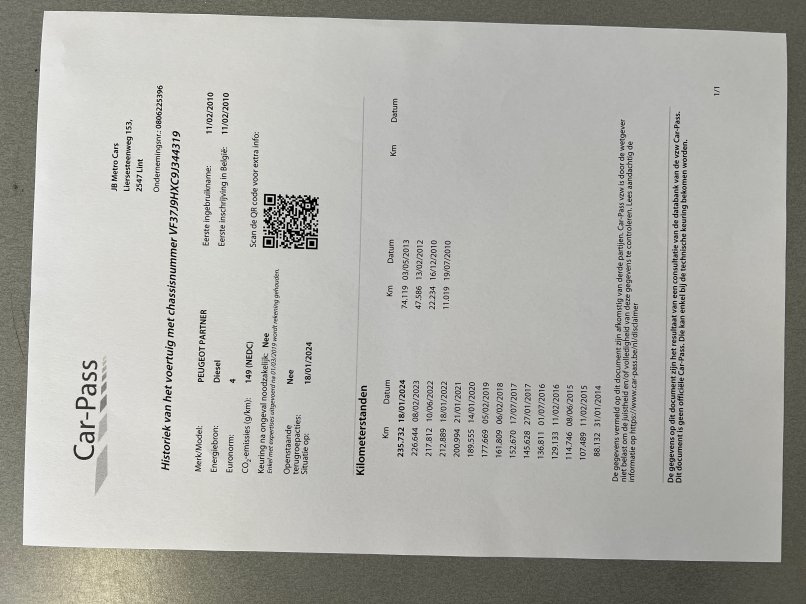 Car-Pass
JB Metro Cars
Liersesteenweg 153,
2547 Lint
Ondernemingsnr.: 0806225396
Historiek van het voertuig met chassisnummer VF37J9HXC9J344319
Merk/Model: PEUGEOT PARTNER
Energiebron: Diesel
Euronorm: 4
CO2-emissies (g/km): 149 (NEDC)
Keuring na ongeval noodzakelijk: Nee
Enkel met expertises uitgevoerd na 01/03/2019 wordt rekening gehouden.
Openstaande
terugroepacties: Nee
Situatie op: 18/01/2024
Eerste ingebruikname: 11/02/2010
Eerste inschrijving in België: 11/02/2010
Scan de QR code voor extra info:
Kilometerstanden
Km Datum
235.732 18/01/2024
226.644 08/02/2023
217.812 10/06/2022
212.889 18/01/2022
200.994 21/01/2021
189.555 14/01/2020
177.669 05/02/2019
161.809 06/02/2018
152.670 17/07/2017
145.628 27/01/2017
136.811 01/07/2016
129.133 11/02/2016
114.746 08/06/2015
107.489 11/02/2015
88.132 31/01/2014
Km Datum
74.119 03/05/2013
47.586 13/02/2012
22.234 16/12/2010
11.019 19/07/2010
Km Datum
De gegevens vermeld op dit document zijn afkomstig van derde partijen. Car-Pass vzw is door de wetgever
niet belast om de juistheid en/of volledigheid van deze gegevens te controleren. Lees aandachtig de
informatie op https://www.car-pass.be/nl/disclaimer
De gegevens op dit document zijn het resultaat van een consultatie van de databank van de vzw Car-Pass.
Dit document is geen officiële Car-Pass. Die kan enkel bij de technische keuring bekomen worden.
1/1